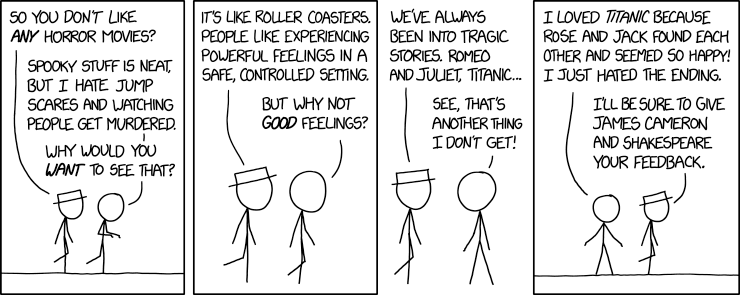 SO YOU DON'T LIKE
ANY HORROR MOVIES?
SPOOKY STUFF IS NEAT,
BUT I HATE JUMP
SCARES AND WATCHING
PEOPLE GET MURDERED.
WHY WOULD YOU
WANT TO SEE THAT?
IT'S LIKE ROLLER COASTERS.
PEOPLE LIKE EXPERIENCING
POWERFUL FEELINGS IN A
SAFE, CONTROLLED SETTING.
BUT WHY NOT
GOOD FEELINGS?
WE'VE ALWAYS
BEEN INTO TRAGIC
STORIES. ROMEO
AND JULIET, TITANIC...
SEE, THAT'S
ANOTHER THING
I DON'T GET!
I LOVED TITANIC BECAUSE
ROSE AND JACK FOUND EACH
OTHER AND SEEMED SO HAPPY!
I JUST HATED THE ENDING.
I'LL BE SURE TO GIVE
JAMES CAMERON
AND SHAKESPEARE
YOUR FEEDBACK.